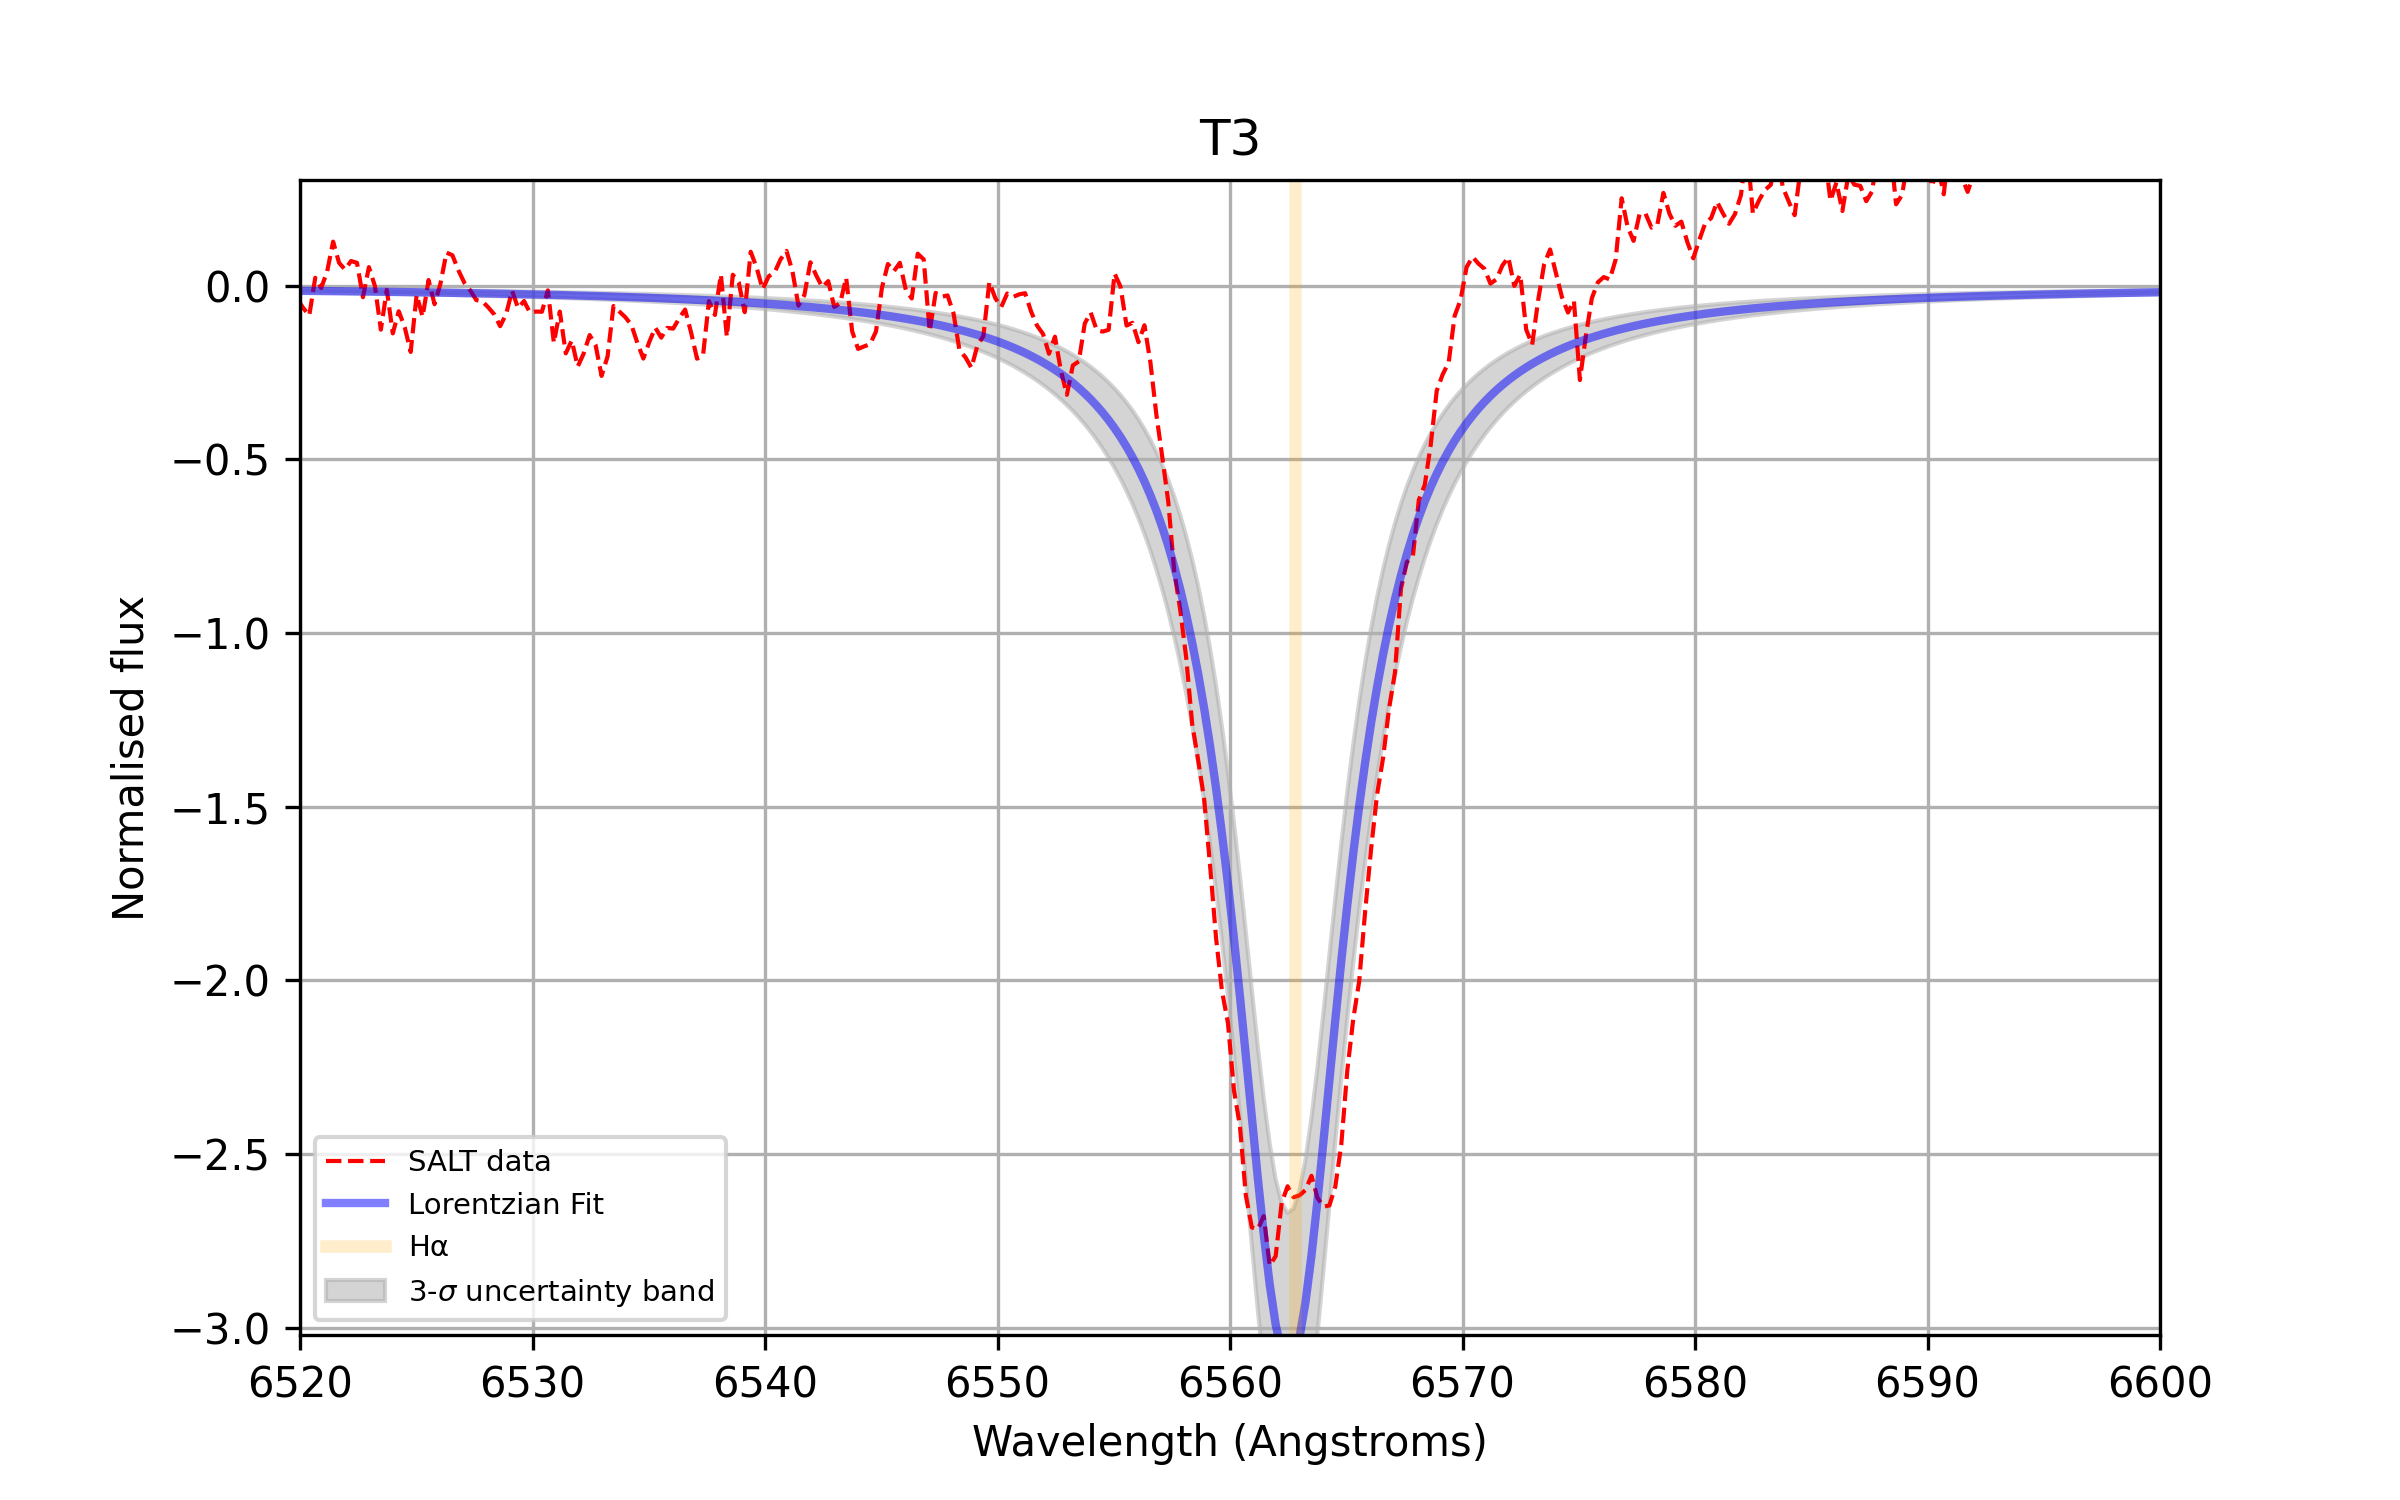 T3
Normalised flux
0.0
−0.5
−1.0
−1.5
−2.0
−2.5
−3.0
SALT data
Lorentzian Fit
Hα
3-σ uncertainty band
6520 6530 6540 6550 6560 6570 6580 6590 6600
Wavelength (Angstroms)